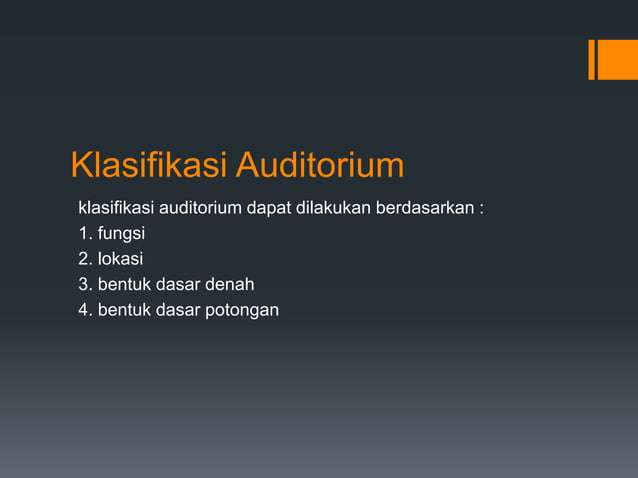 Klasifikasi Auditorium
klasifikasi auditorium dapat dilakukan berdasarkan :
1. fungsi
2. lokasi
3. bentuk dasar denah
4. bentuk dasar potongan